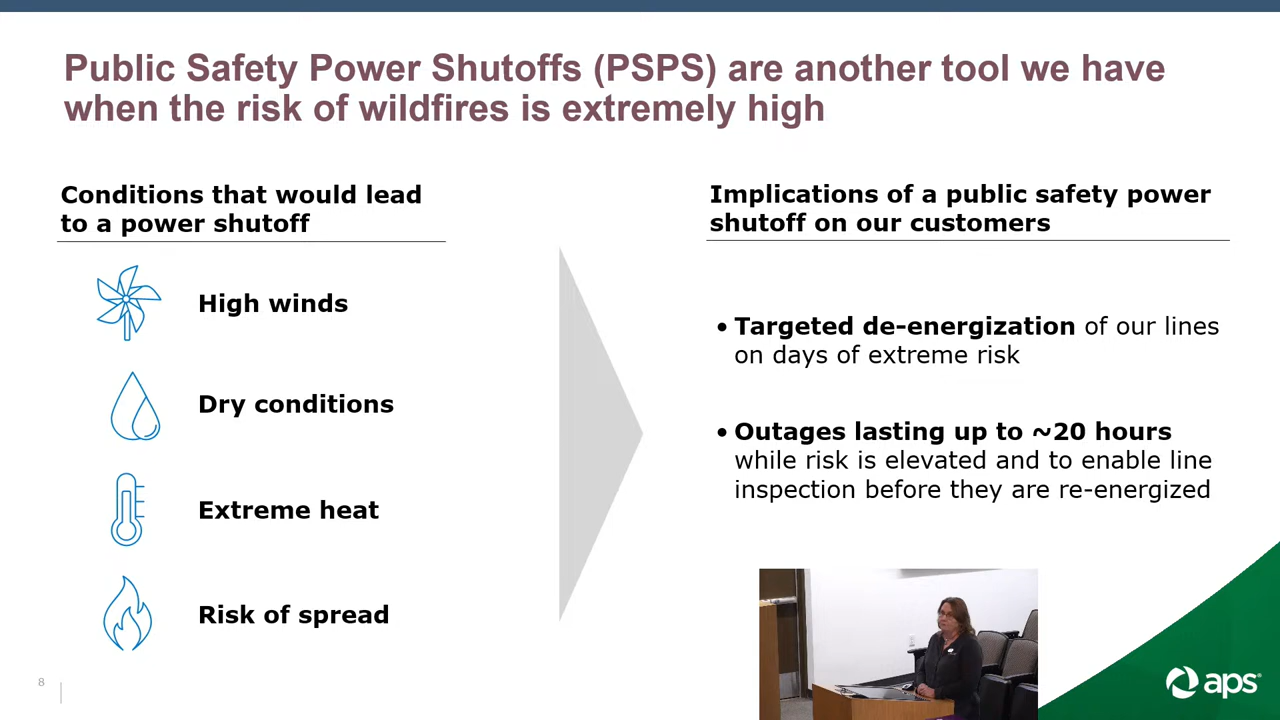 Public Safety Power Shutoffs (PSPS) are another tool we have
when the risk of wildfires is extremely high
Conditions that would lead
to a power shutoff
High winds
Dry conditions
Extreme heat
Risk of spread
Implications of a public safety power
shutoff on our customers
• Targeted de-energization of our lines
on days of extreme risk
• Outages lasting up to ~20 hours
while risk is elevated and to enable line
inspection before they are re-energized
8
aps®